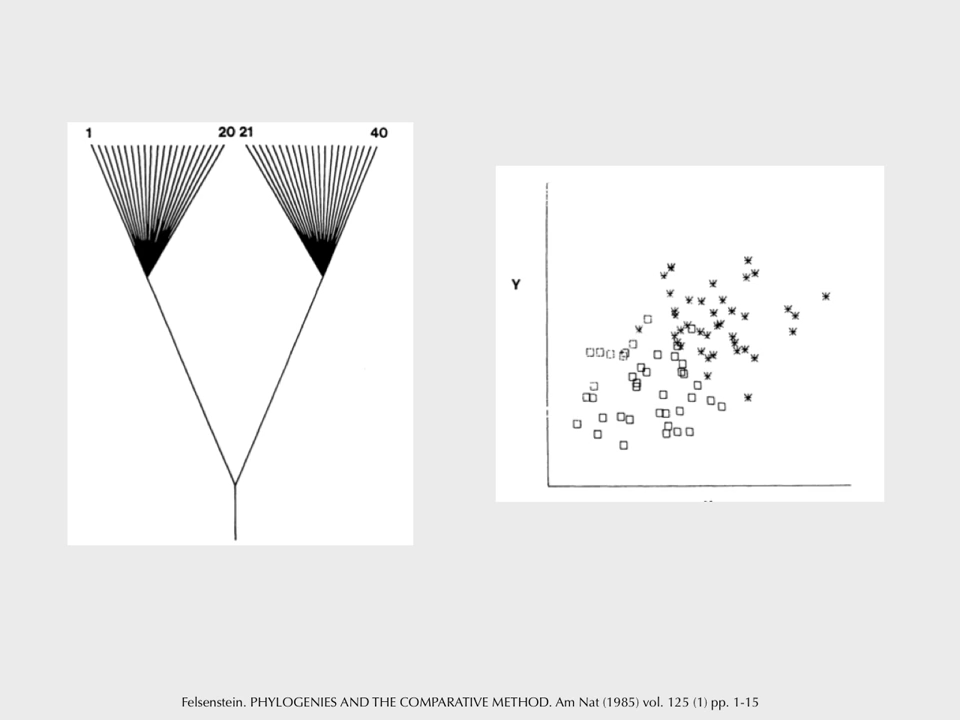 1 20 21 40
Y
Felsenstein. PHYLOGENIES AND THE COMPARATIVE METHOD. Am Nat (1985) vol. 125 (1) pp. 1-15